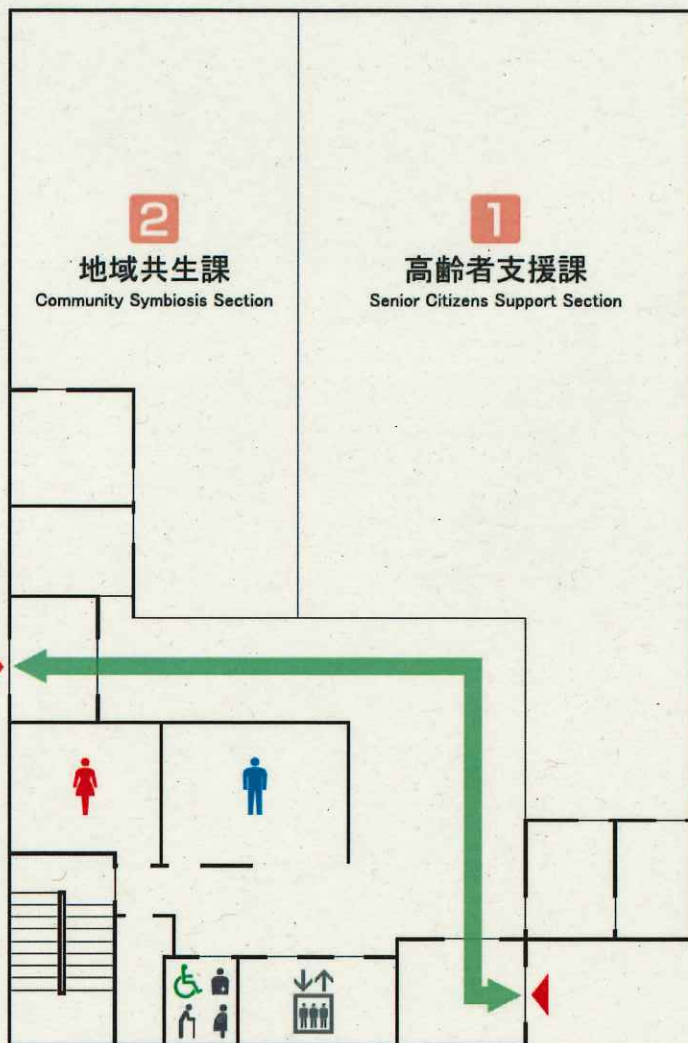 2
地域共生課
Community Symbiosis Section
1
高齢者支援課
Senior Citizens Support Section